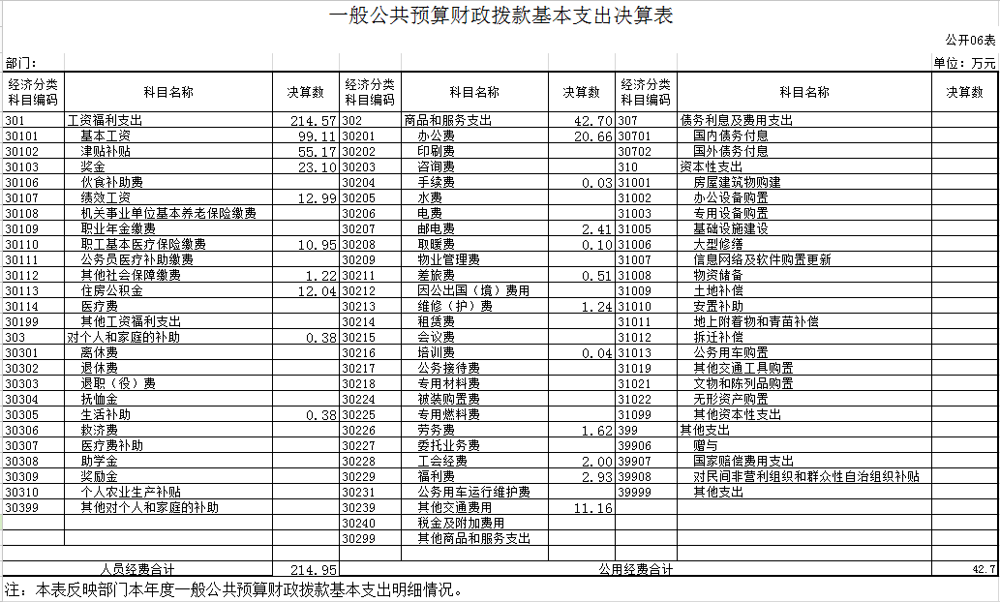 一般公共预算财政拨款基本支出决算表
公开06表
部门： 单位：万元
经济分类科目编码 科目名称 决算数 经济分类科目编码 科目名称 决算数 经济分类科目编码 科目名称 决算数
301 工资福利支出 214.57 302 商品和服务支出 42.70 307 债务利息及费用支出
30101 基本工资 99.11 30201 办公费 20.66 30701 国内债务付息
30102 津贴补贴 55.17 30202 印刷费 30702 国外债务付息
30103 奖金 23.10 30203 咨询费 310 资本性支出
30106 伙食补助费 30204 手续费 0.03 31001 房屋建筑物购建
30107 绩效工资 12.99 30205 水费 31002 办公设备购置
30108 机关事业单位基本养老保险缴费 30206 电费 31003 专用设备购置
30109 职业年金缴费 30207 邮电费 2.41 31005 基础设施建设
30110 职工基本医疗保险缴费 10.95 30208 取暖费 0.10 31006 大型修缮
30111 公务员医疗补助缴费 30209 物业管理费 31007 信息网络及软件购置更新
30112 其他社会保障缴费 1.22 30211 差旅费 0.51 31008 物资储备
30113 住房公积金 12.04 30212 因公出国（境）费用 31009 土地补偿
30114 医疗费 30213 维修（护）费 1.24 31010 安置补助
30199 其他工资福利支出 30214 租赁费 31011 地上附着物和青苗补偿
303 对个人和家庭的补助 0.38 30215 会议费 31012 拆迁补偿
30301 离休费 30216 培训费 0.04 31013 公务用车购置
30302 退休费 30217 公务接待费 31019 其他交通工具购置
30303 退职（役）费 30218 专用材料费 31021 文物和陈列品购置
30304 抚恤金 30224 被装购置费 31022 无形资产购置
30305 生活补助 0.38 30225 专用燃料费 31099 其他资本性支出
30306 救济费 30226 劳务费 1.62 399 其他支出
30307 医疗费补助 30227 委托业务费 39906 赠与
30308 助学金 30228 工会经费 2.00 39907 国家赔偿费用支出
30309 奖励金 30229 福利费 2.93 39908 对民间非营利组织和群众性自治组织补贴
30310 个人农业生产补贴 30231 公务用车运行维护费 39999 其他支出
30399 其他对个人和家庭的补助 30239 其他交通费用 11.16
30240 税金及附加费用
30299 其他商品和服务支出
人员经费合计 214.95 公用经费合计 42.7
注：本表反映部门本年度一般公共预算财政拨款基本支出明细情况。